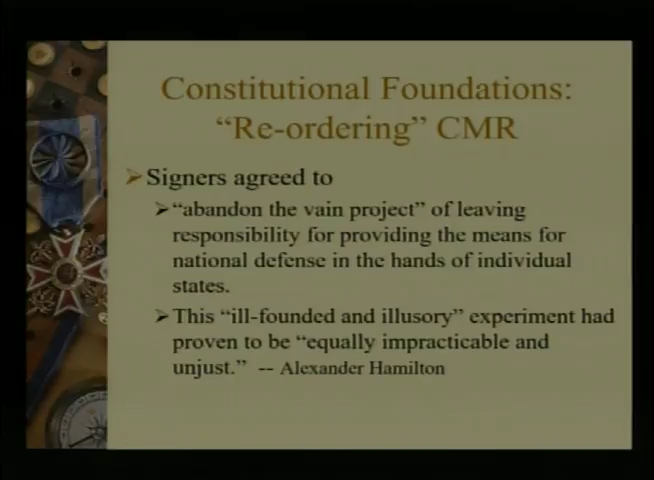 Constitutional Foundations:
“Re-ordering” CMR
Signers agreed to
“abandon the vain project” of leaving
responsibility for providing the means for
national defense in the hands of individual
states.
This “ill-founded and illusory” experiment had
proven to be “equally impracticable and
unjust.” -- Alexander Hamilton